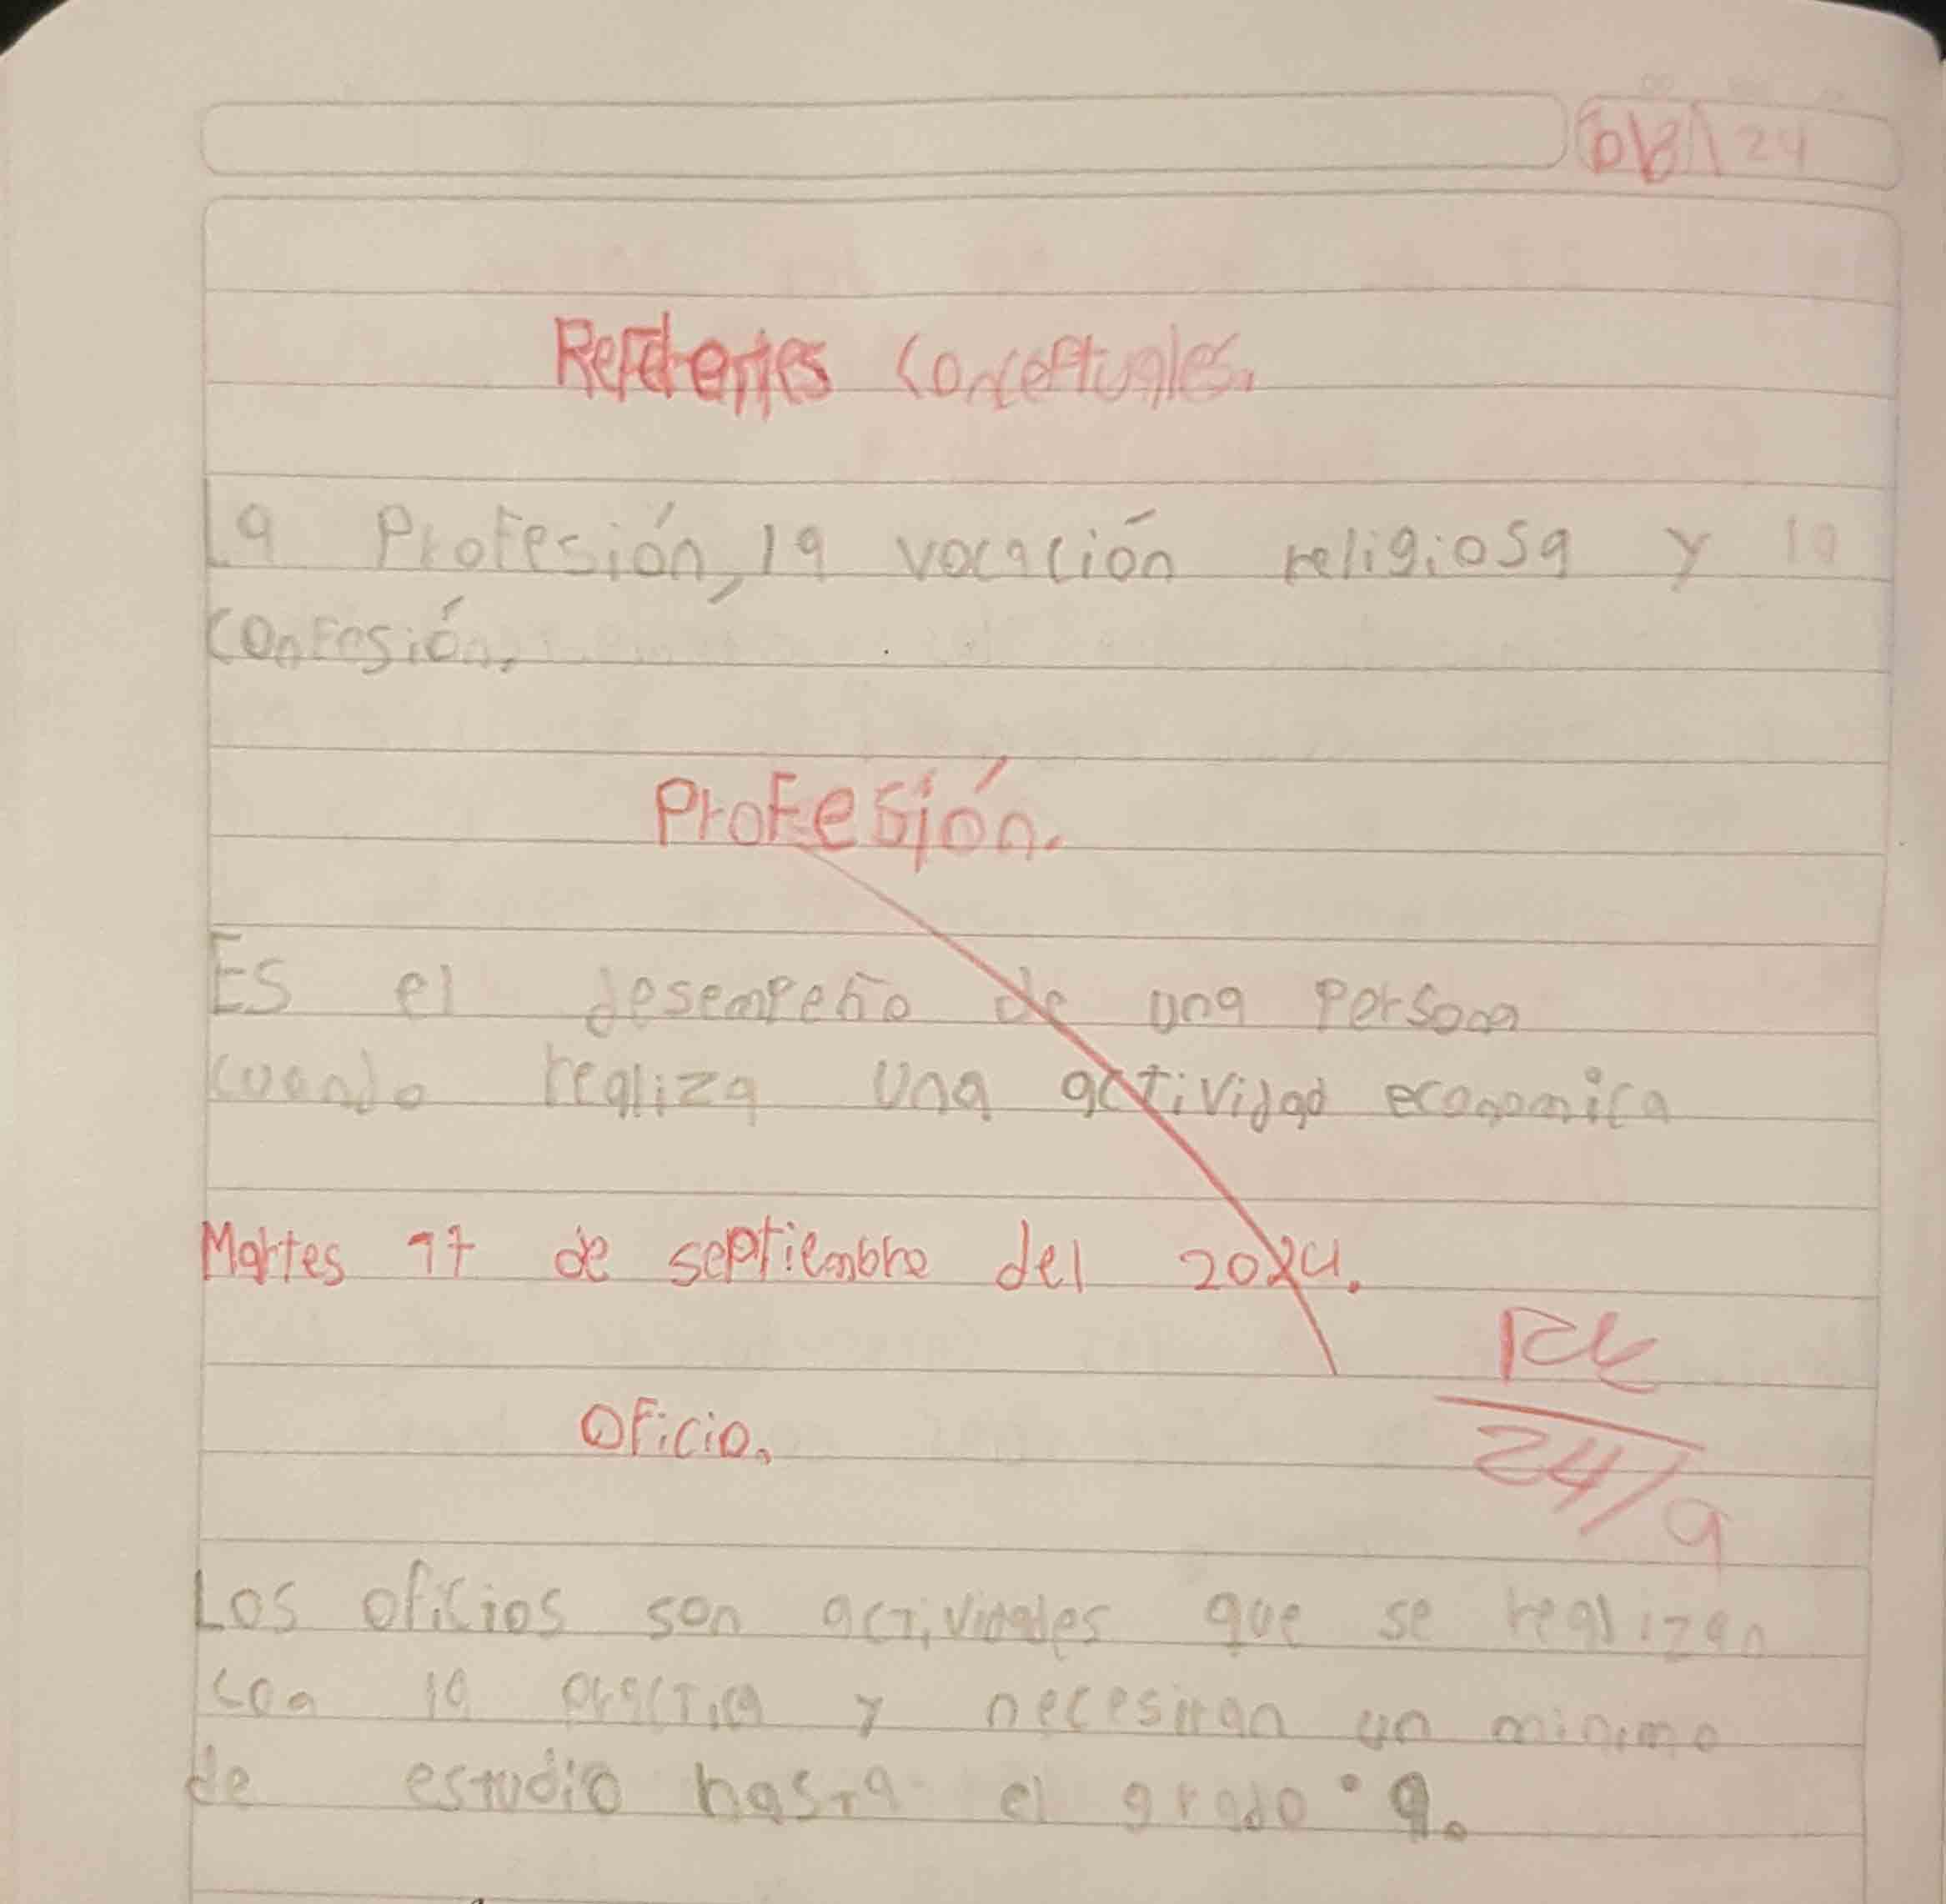 24
Referentes conceptuales.
La Profesión, la vocación religiosa y la
confesión.
Profesión.
Es el desempeño de una persona
cuando realiza una actividad economica
Martes 17 de septiembre del 2024.
Oficio.
24/9
Los oficios son actividades que se realizan
con la practica y necesitan un minimo
de estudio hasta el grado 9.